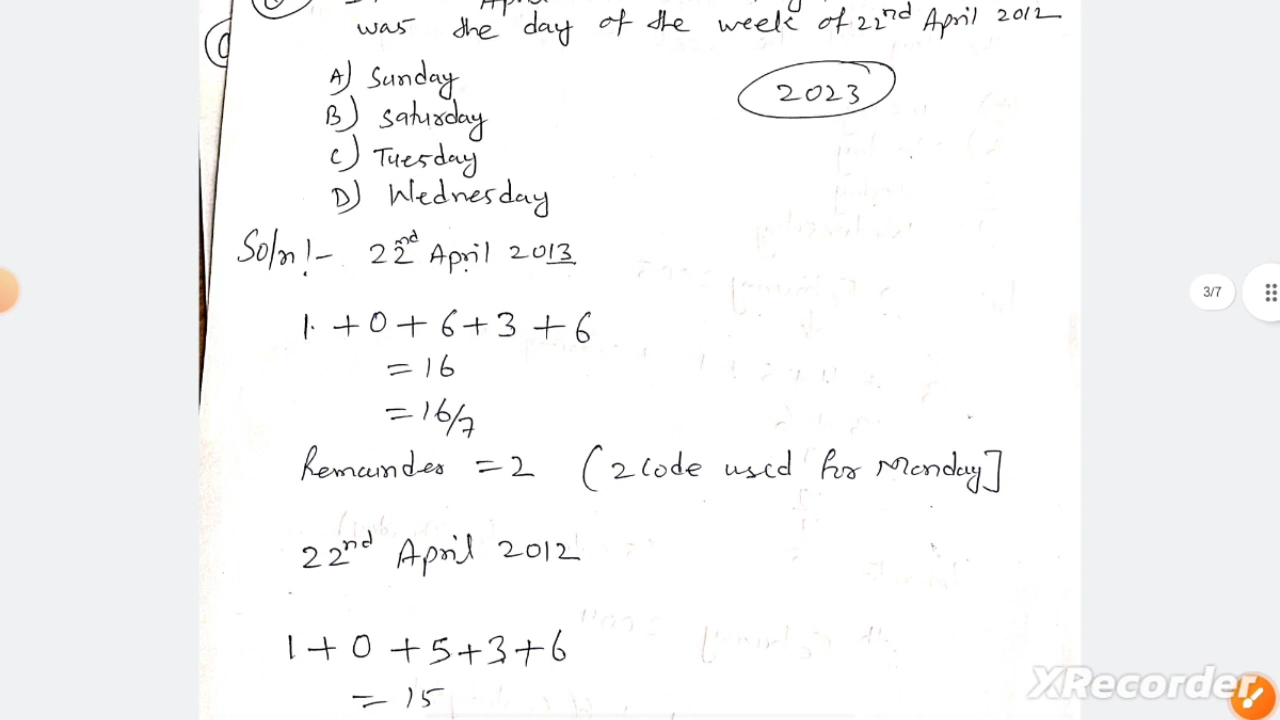 was the day of the week of 22nd April 2012
A) Sunday
2023
B) Saturday
C) Tuesday
D) Wednesday
Soln!- 22nd April 2013
1 + 0 + 6 + 3 + 6
= 16
= 16/7
Remainder = 2 (2 code used for Monday]
3/7
22nd April 2012
1 + 0 + 5 + 3 + 6
= 15
XRecorder